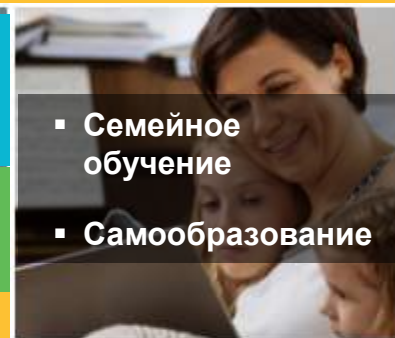 ▪ Семейное
обучение
▪ Самообразование